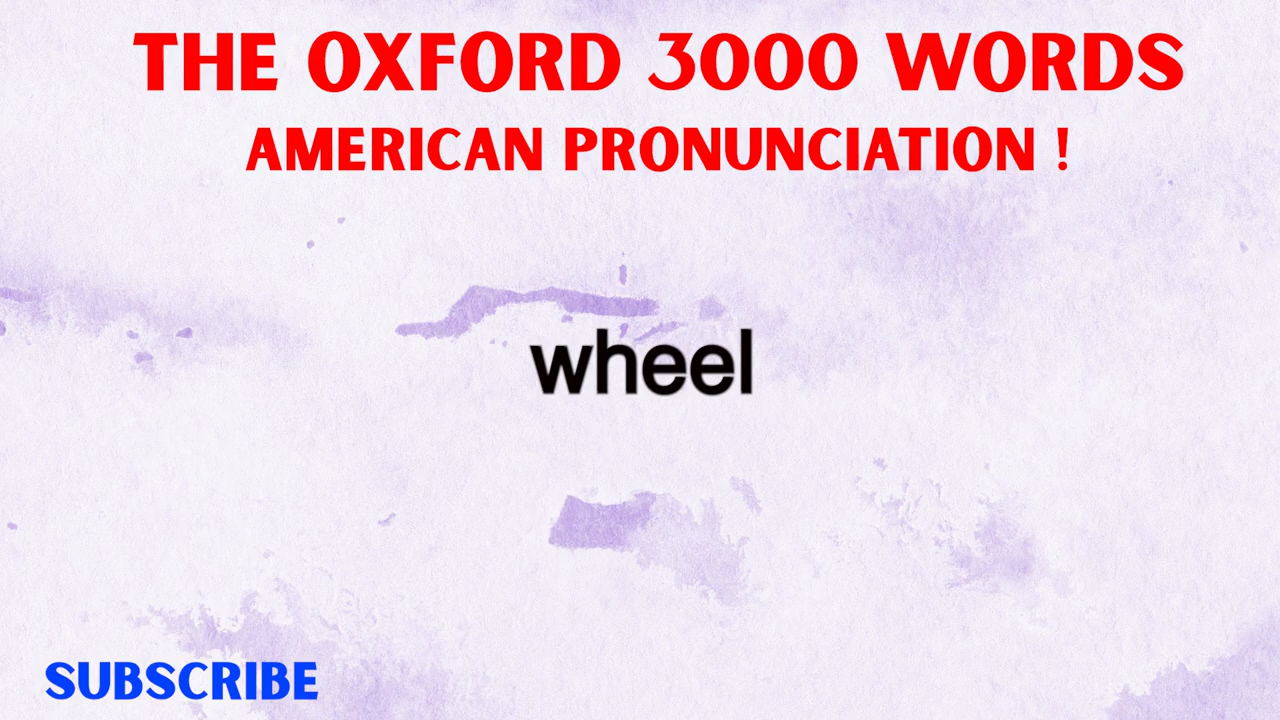 THE OXFORD 3000 WORDS
AMERICAN PRONUNCIATION !
wheel
SUBSCRIBE